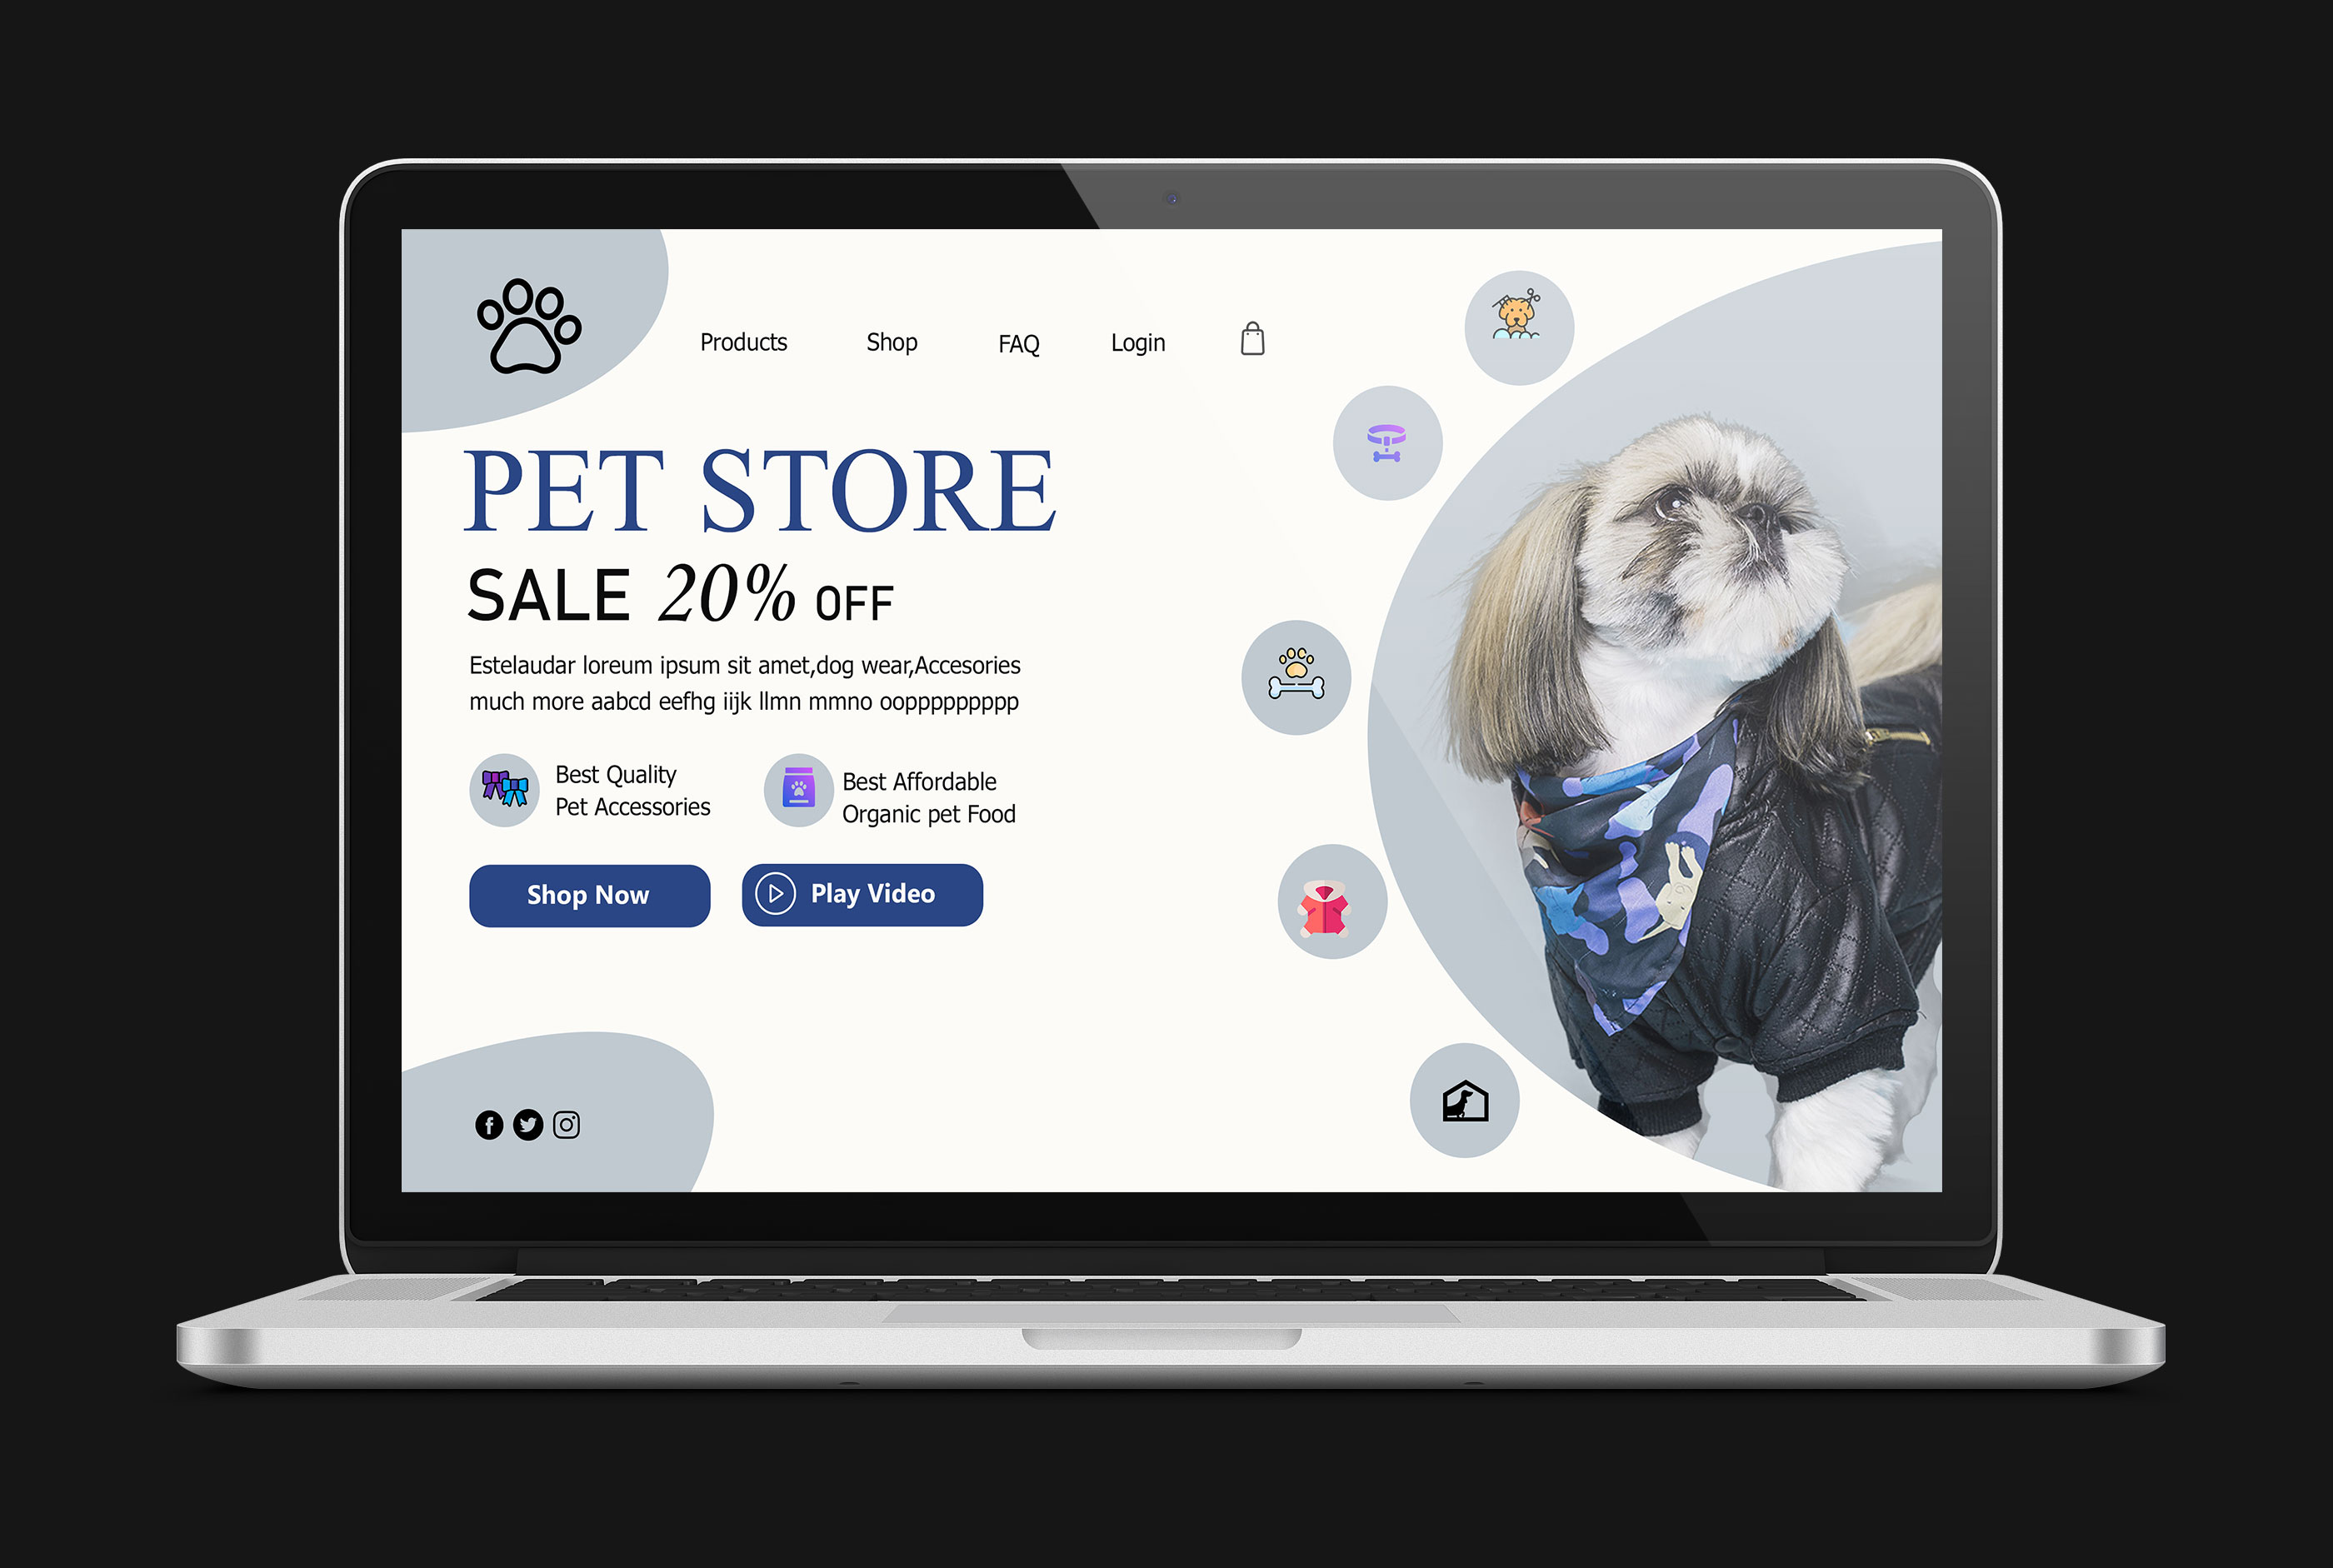 Products Shop FAQ Login
PET STORE
SALE 20% OFF
Estelaudar loreum ipsum sit amet,dog wear,Accesories
much more aabcd eefhg iijk llmn mmno ooppppppppp
Best Quality
Pet Accessories
Best Affordable
Organic pet Food
Shop Now
Play Video